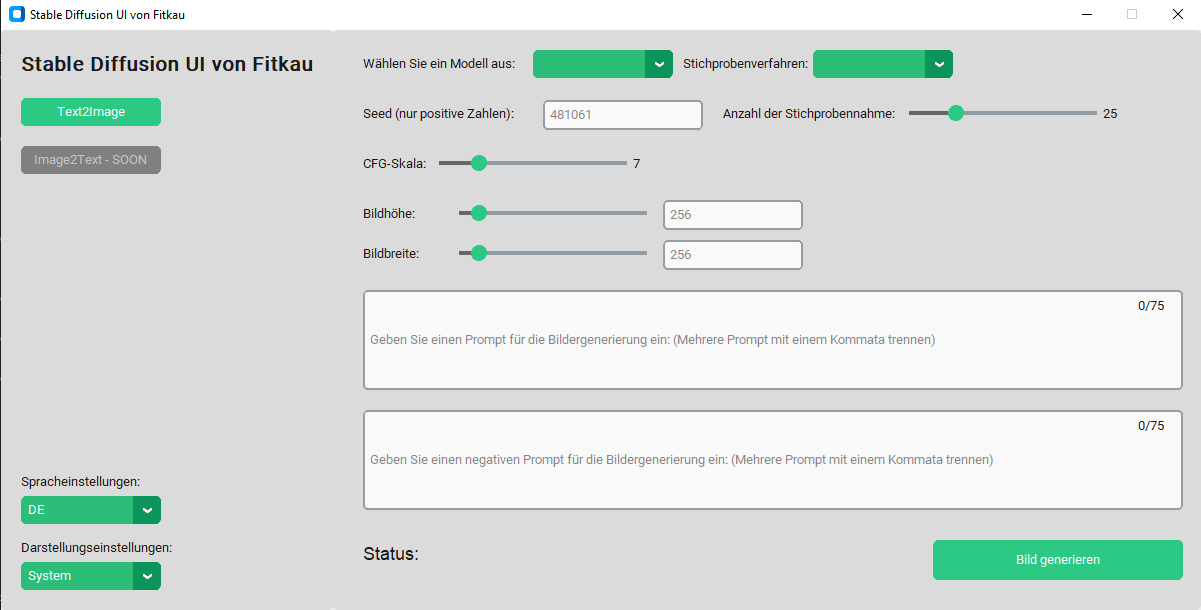 Stable Diffusion UI von Fitkau
Stable Diffusion UI von Fitkau
Text2Image
Image2Text - SOON
Spracheinstellungen:
DE
Darstellungseinstellungen:
System
Wählen Sie ein Modell aus:
Stichprobenverfahren:
Seed (nur positive Zahlen):
481061
Anzahl der Stichprobennahme:
25
CFG-Skala:
7
Bildhöhe:
256
Bildbreite:
256
0/75
Geben Sie einen Prompt für die Bildergenerierung ein: (Mehrere Prompt mit einem Kommata trennen)
0/75
Geben Sie einen negativen Prompt für die Bildergenerierung ein: (Mehrere Prompt mit einem Kommata trennen)
Status:
Bild generieren